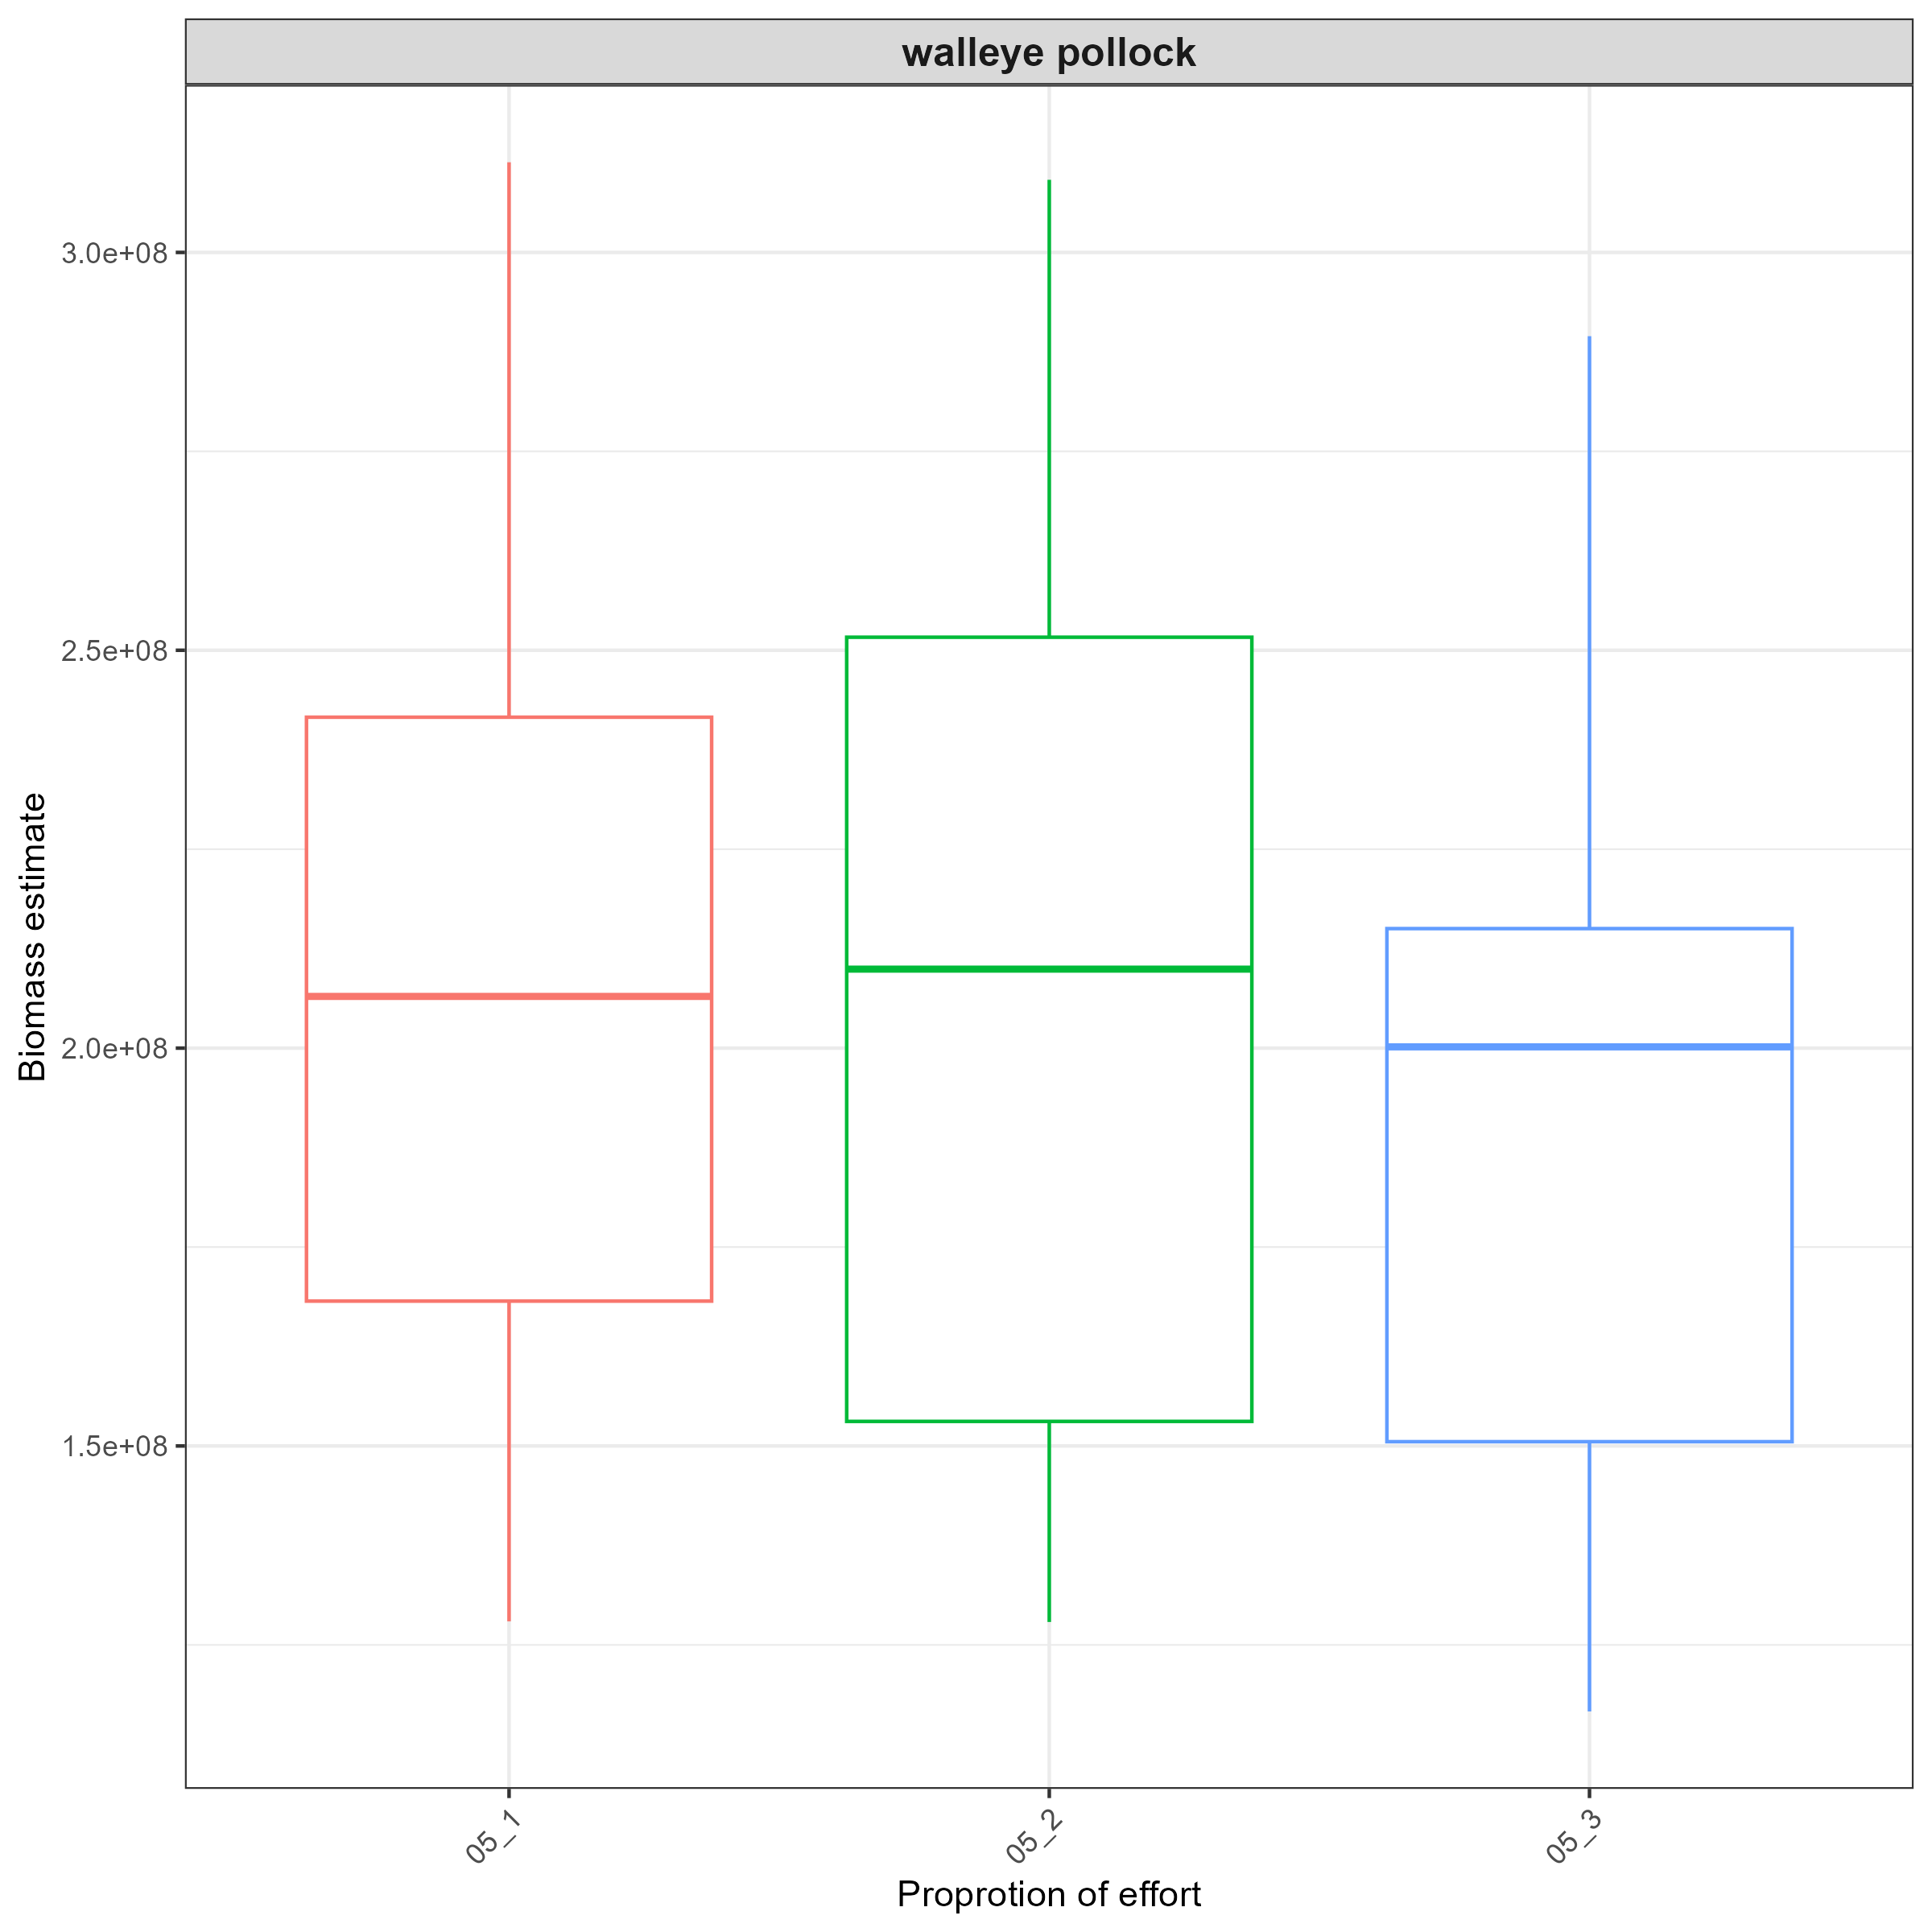 walleye pollock
Biomass estimate
3.0e+08
2.5e+08
2.0e+08
1.5e+08
05_1
05_2
05_3
Proprotion of effort